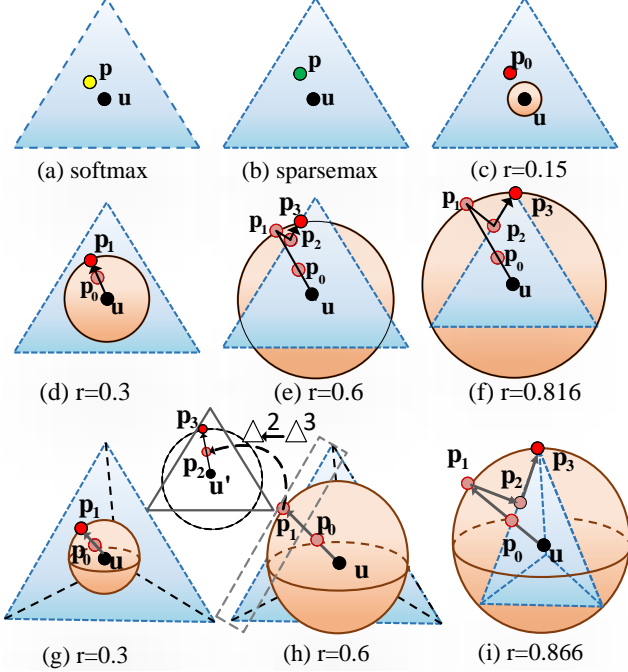 p
u
(a) softmax
p
u
(b) sparsemax
p₀
u
(c) r=0.15
p₁
p₀
u
(d) r=0.3
p₃
p₁
p₂
p₀
u
(e) r=0.6
p₁
p₃
p₂
p₀
u
(f) r=0.816
p₁
p₀
u
(g) r=0.3
p₃
p₂
u'
△² △³
p₁
p₀
u
(h) r=0.6
p₁
p₃
p₂
p₀
u
(i) r=0.866